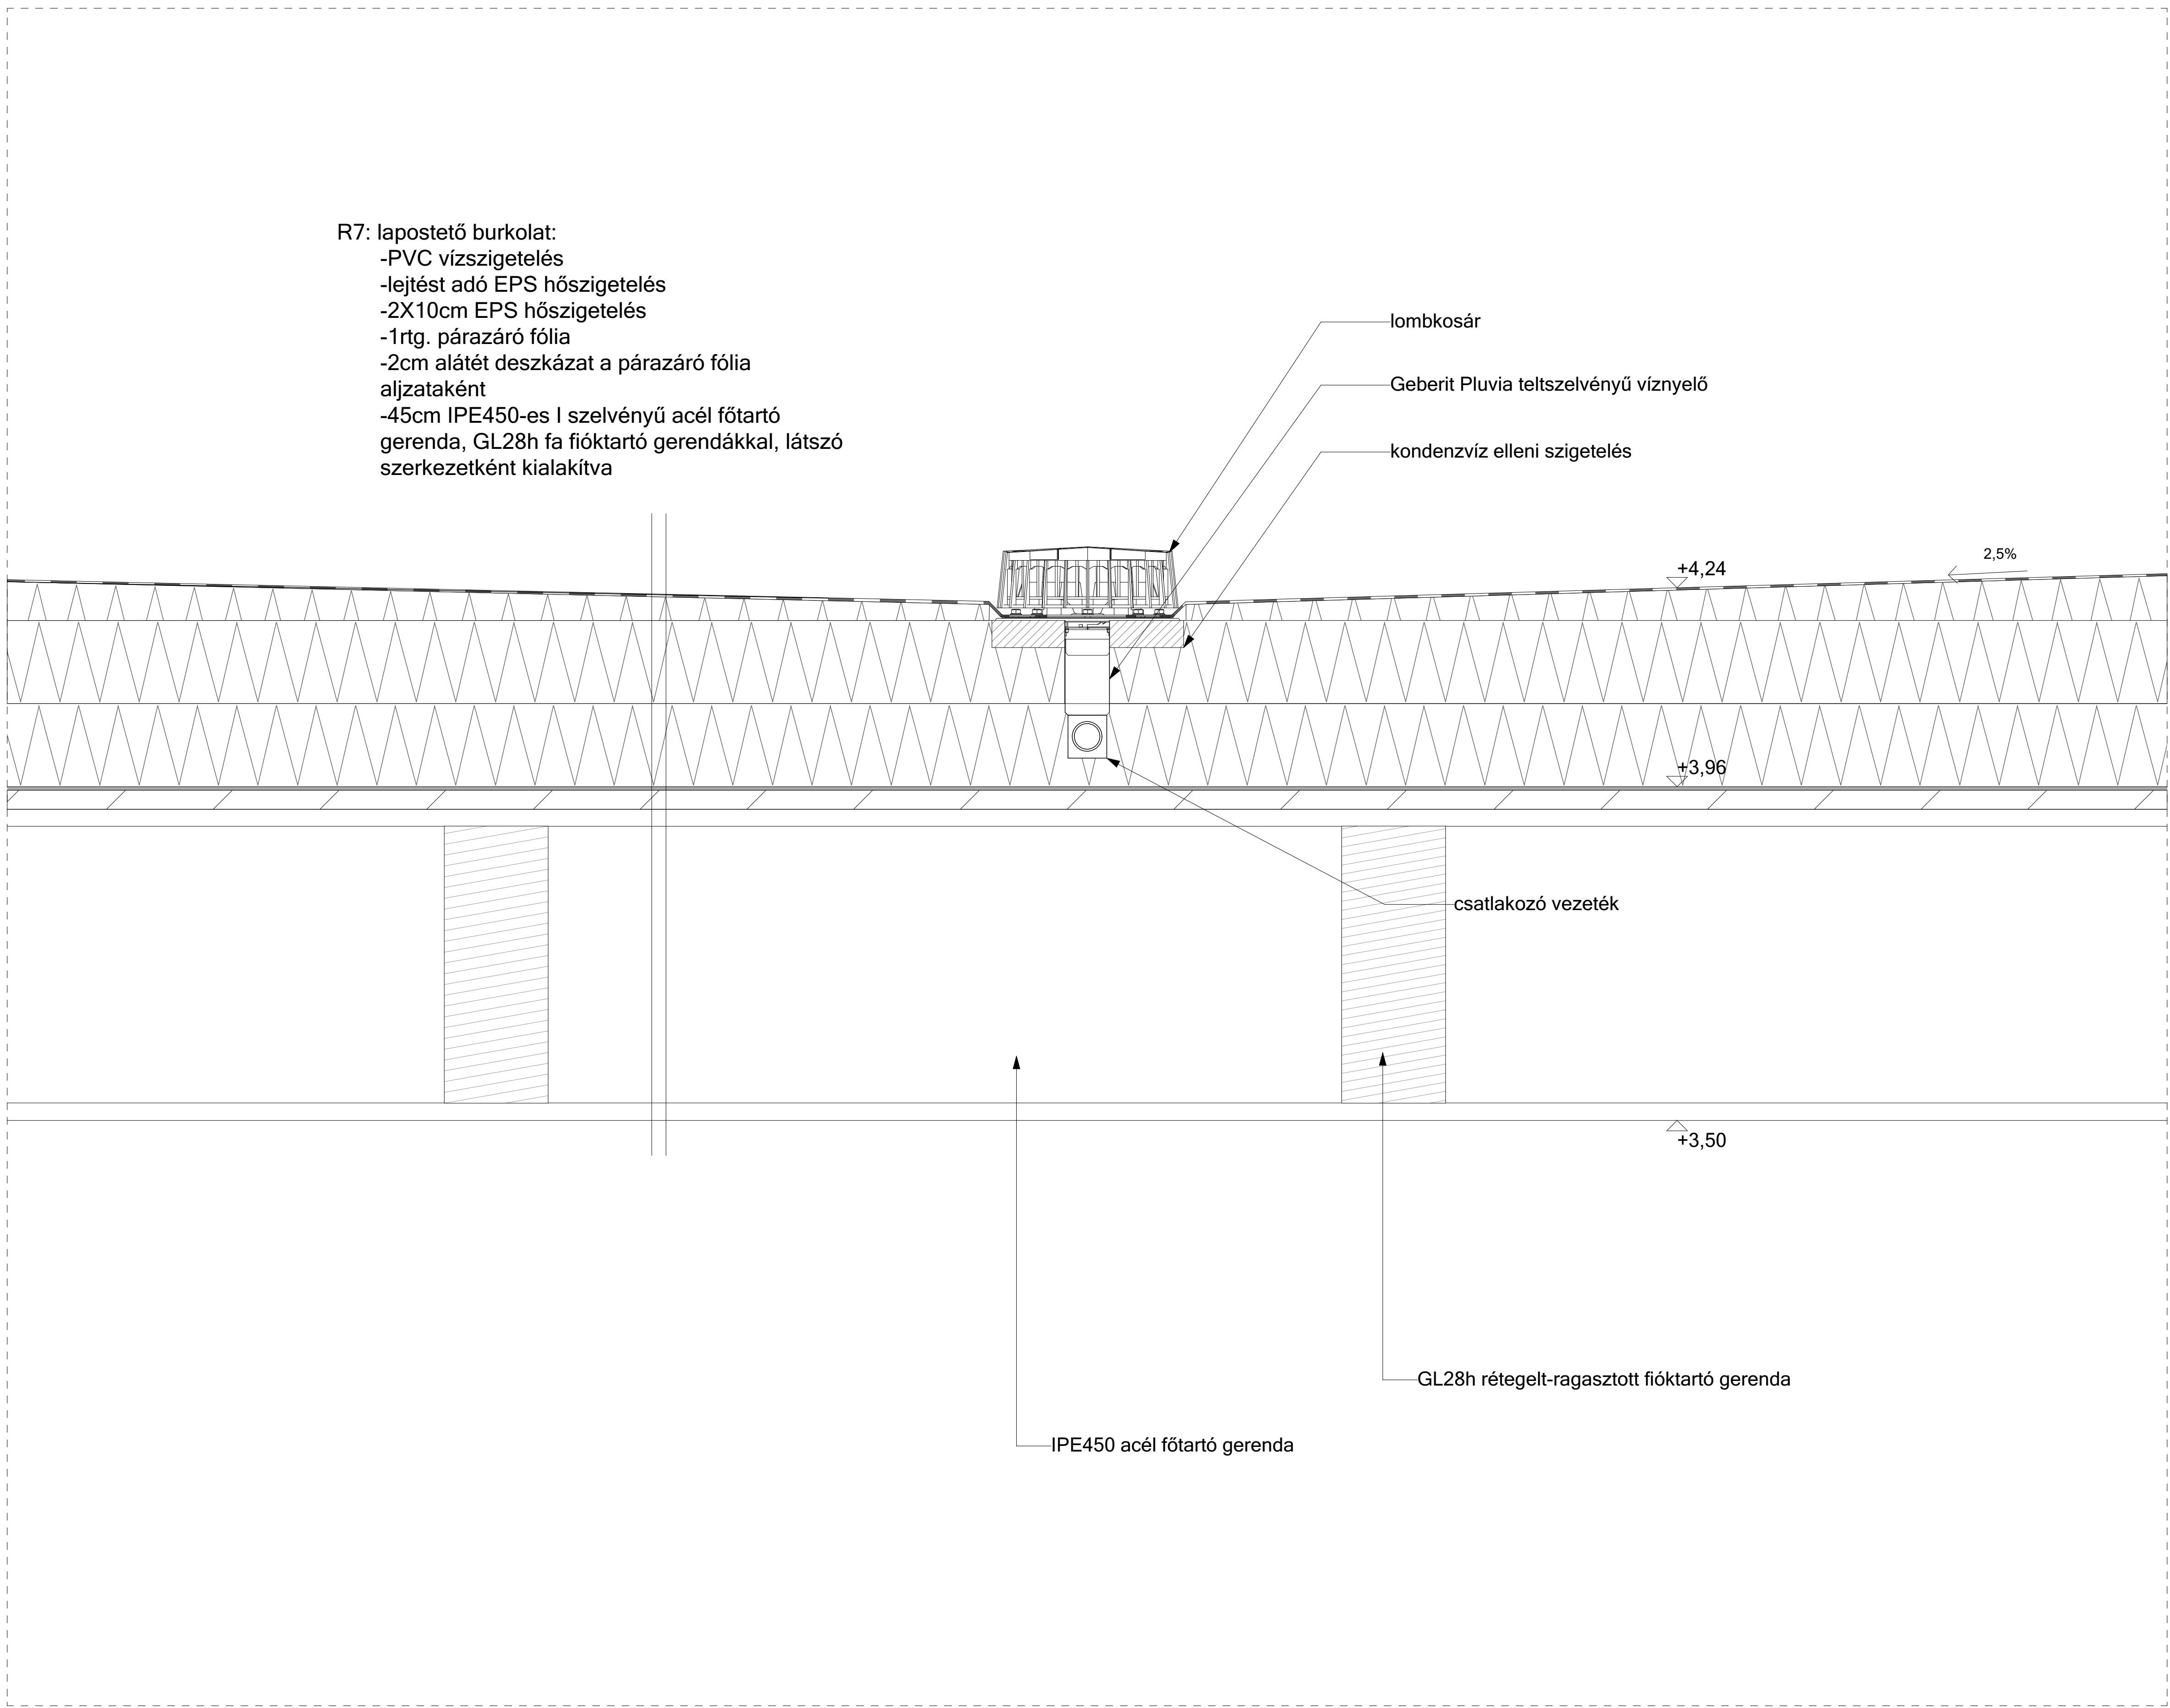 R7: lapostető burkolat:
-PVC vízszigetelés
-lejtést adó EPS hőszigetelés
-2X10cm EPS hőszigetelés
-1rtg. párazáró fólia
-2cm alátét deszkázat a párazáró fólia
aljzataként
-45cm IPE450-es I szelvényű acél főtartó
gerenda, GL28h fa fióktartó gerendákkal, látszó
szerkezetként kialakítva
lombkosár
Geberit Pluvia teltszelvényű víznyelő
kondenzvíz elleni szigetelés
2,5%
+4,24
+3,96
csatlakozó vezeték
+3,50
GL28h rétegelt-ragasztott fióktartó gerenda
IPE450 acél főtartó gerenda